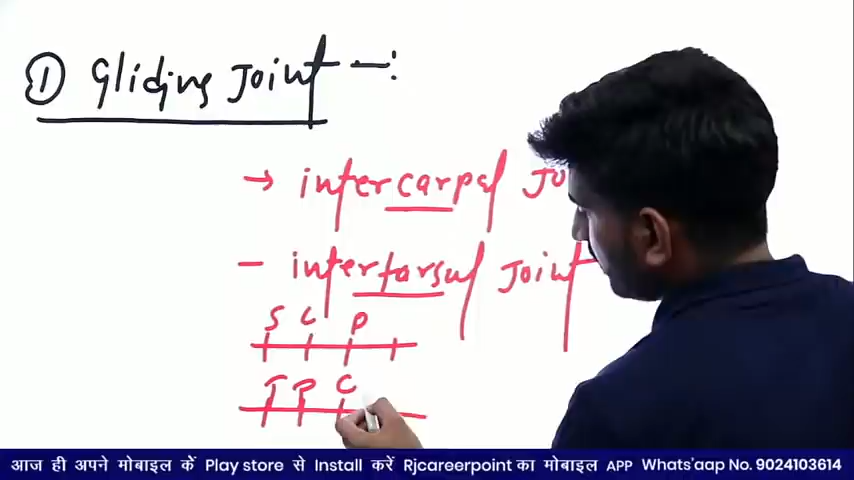 ① Gliding Joint –:
→ intercarpal Jo
– intertarsal Joint
S L P
T P C
आज ही अपने मोबाइल कें Play store से Install करें Rjcareerpoint का मोबाइल APP Whats'aap No. 9024103614